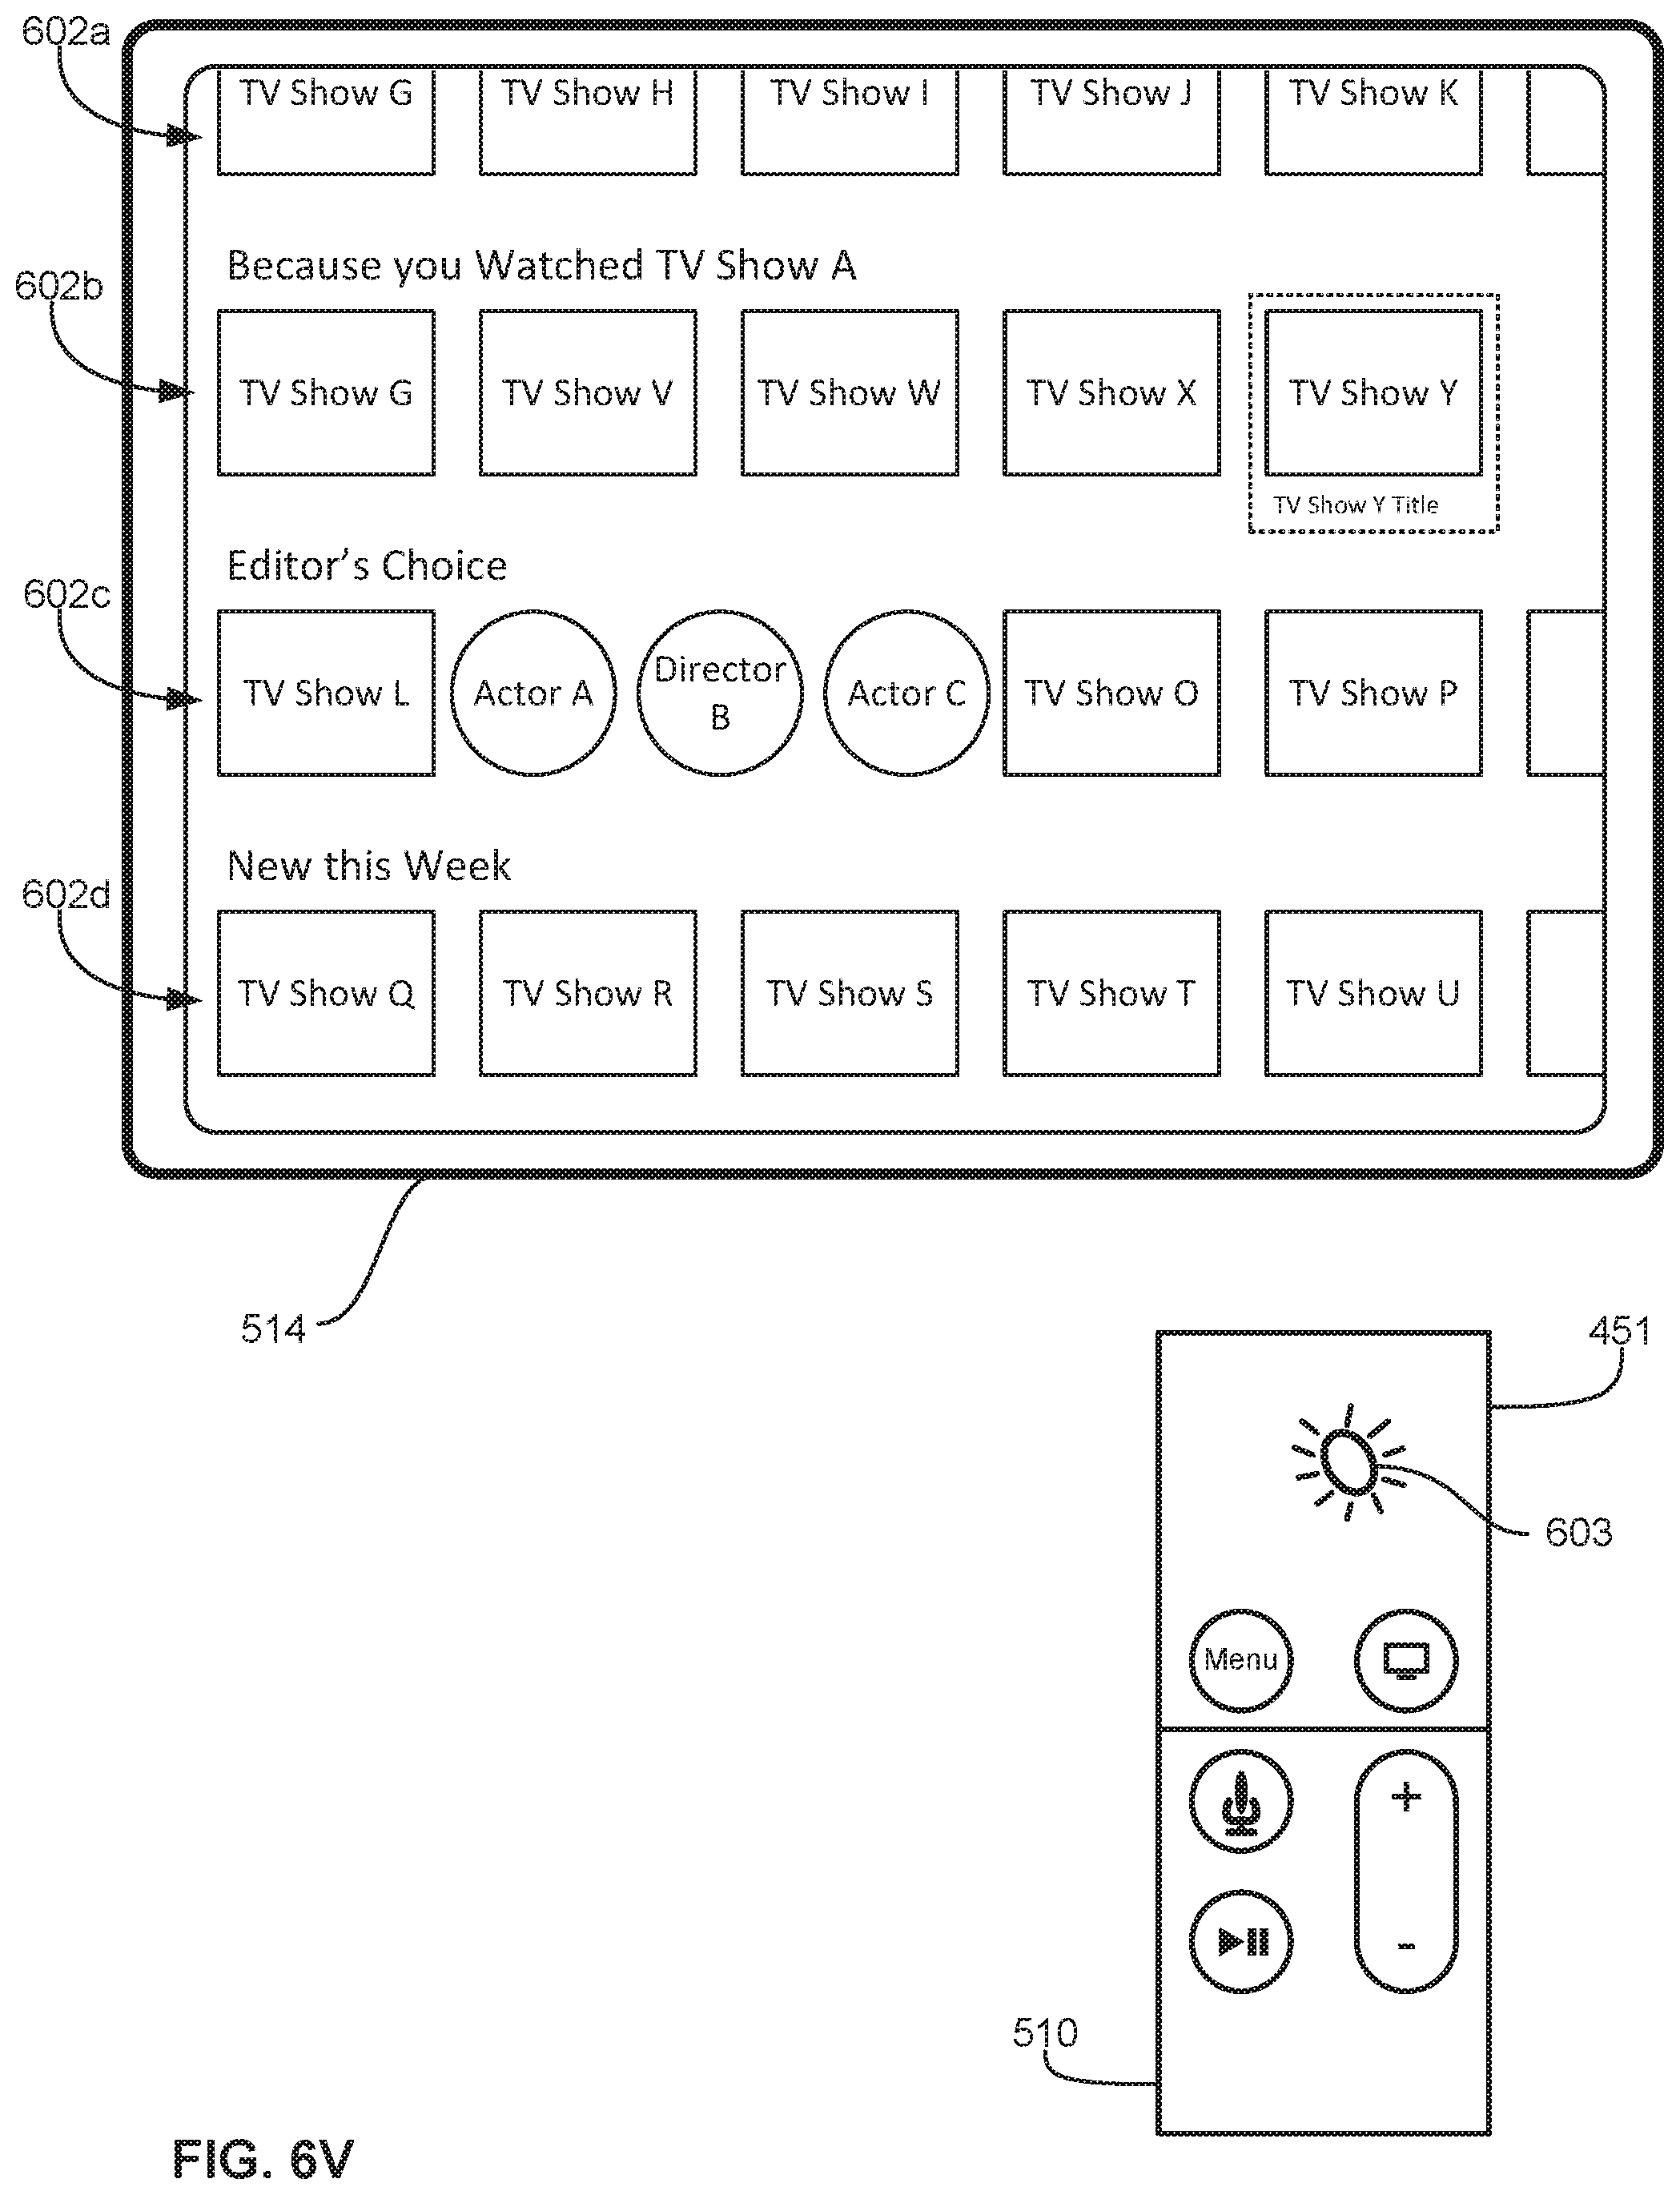 602a
TV Show G
TV Show H
TV Show I
TV Show J
TV Show K
Because you Watched TV Show A
602b
TV Show G
TV Show V
TV Show W
TV Show X
TV Show Y
TV Show Y Title
Editor's Choice
602c
TV Show L
Actor A
Director
B
Actor C
TV Show O
TV Show P
New this Week
602d
TV Show Q
TV Show R
TV Show S
TV Show T
TV Show U
514
451
603
Menu
+
-
510
FIG. 6V